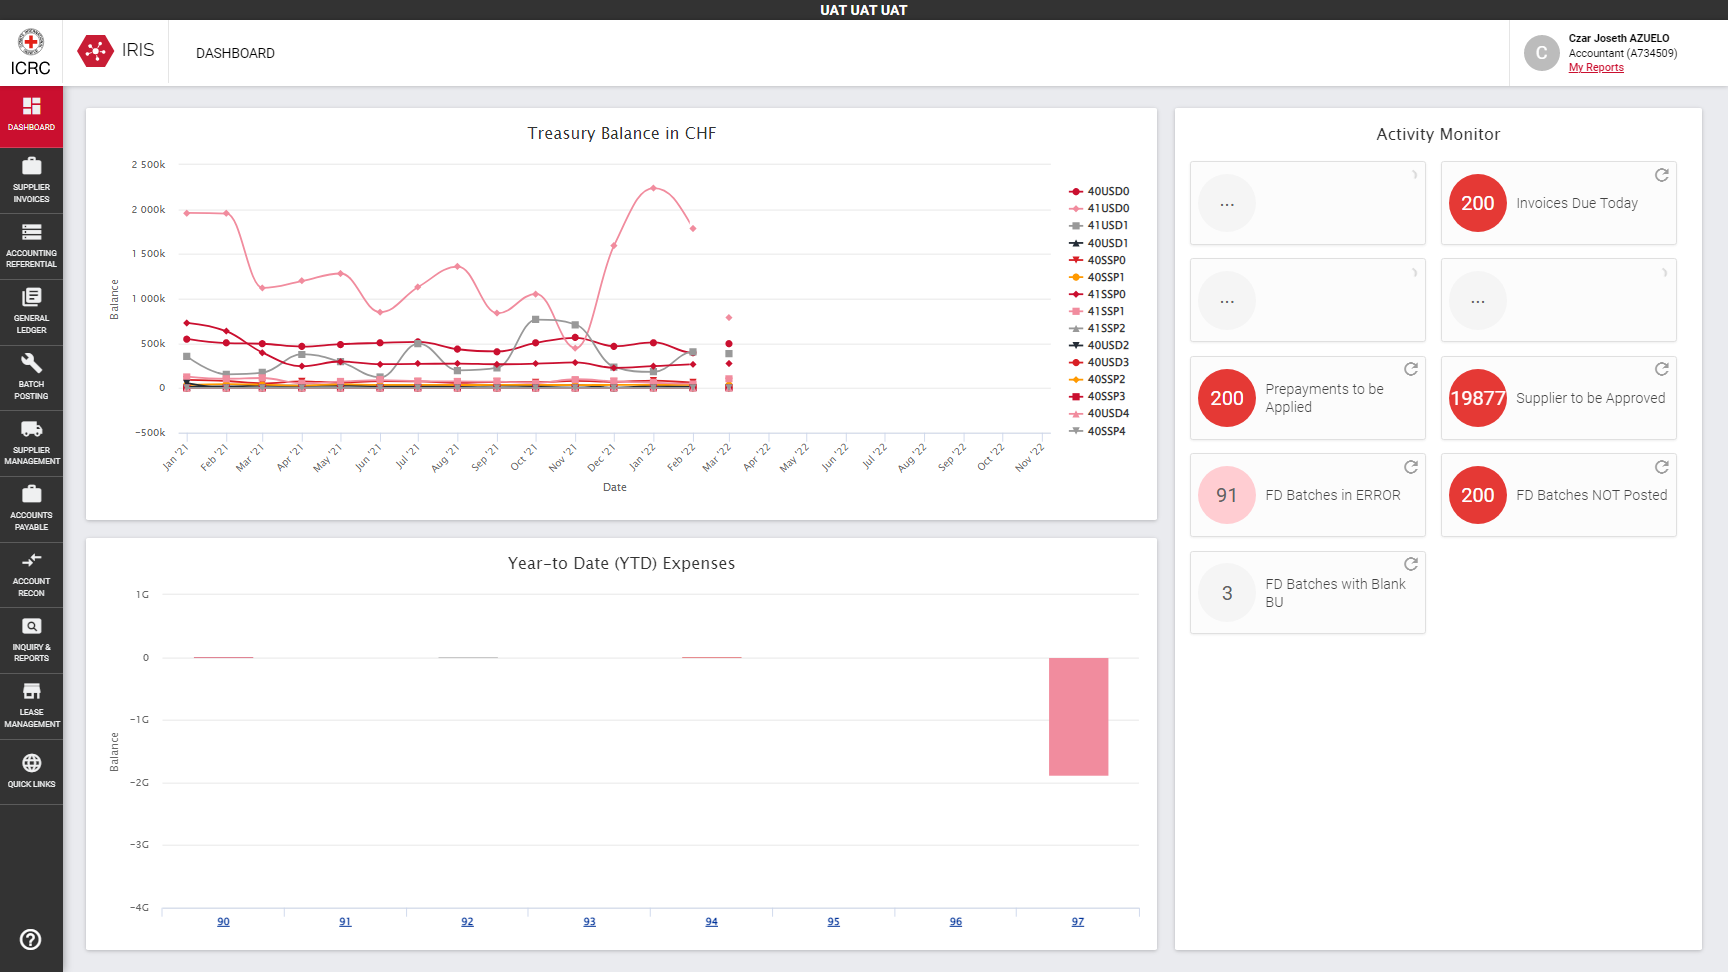 UAT UAT UAT
ICRC
IRIS
DASHBOARD
Czar Joseth AZUELO
Accountant (A734509)
My Reports
C
DASHBOARD
SUPPLIER
INVOICES
ACCOUNTING
REFERENTIAL
GENERAL
LEDGER
BATCH
POSTING
SUPPLIER
MANAGEMENT
ACCOUNTS
PAYABLE
ACCOUNT
RECON
INQUIRY &
REPORTS
LEASE
MANAGEMENT
QUICK LINKS
Treasury Balance in CHF
2 500k
2 000k
1 500k
1 000k
500k
0
-500k
Balance
Jan '21
Feb '21
Mar '21
Apr '21
May '21
Jun '21
Jul '21
Aug '21
Sep '21
Oct '21
Nov '21
Dec '21
Jan '22
Feb '22
Mar '22
Apr '22
May '22
Jun '22
Jul '22
Aug '22
Sep '22
Oct '22
Nov '22
Date
40USD0
41USD0
41USD1
40USD1
40SSP0
40SSP1
41SSP0
41SSP1
41SSP2
40USD2
40USD3
40SSP2
40SSP3
40USD4
40SSP4
Year-to Date (YTD) Expenses
1G
0
-1G
-2G
-3G
-4G
Balance
90
91
92
93
94
95
96
97
Activity Monitor
...
200 Invoices Due Today
...
...
200 Prepayments to be
Applied
19877 Supplier to be Approved
91 FD Batches in ERROR
200 FD Batches NOT Posted
3 FD Batches with Blank
BU